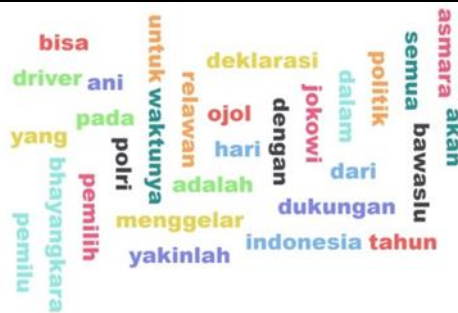 bisa
driver
ani
yang
pada
bhayangkara
pemilu
pemilih
polri
untuk
waktunya
relawan
deklarasi
ojol
hari
adalah
menggelar
yakinlah
dengan
jokowi
dalam
politik
semua
asmara
akan
bawaslu
dari
dukungan
indonesia
tahun